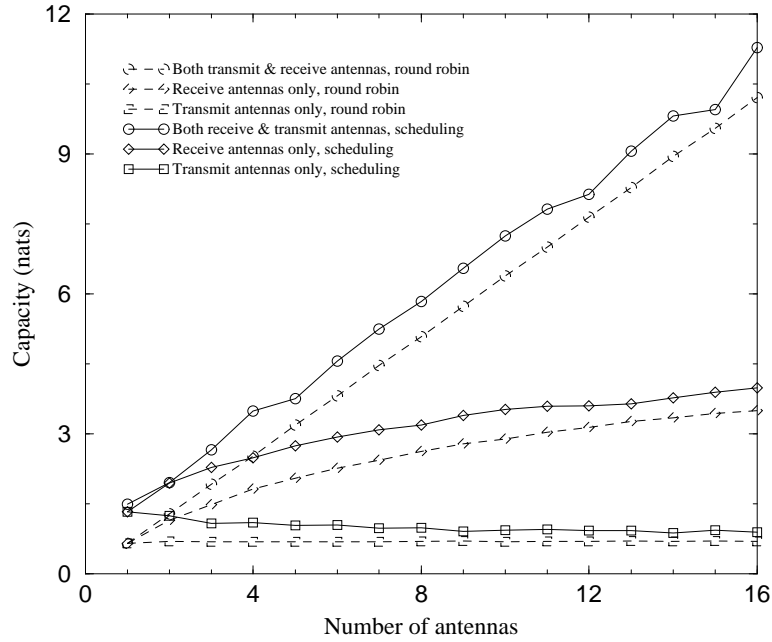 12
9
6
3
0
Capacity (nats)
Both transmit & receive antennas, round robin
Receive antennas only, round robin
Transmit antennas only, round robin
Both receive & transmit antennas, scheduling
Receive antennas only, scheduling
Transmit antennas only, scheduling
0 4 8 12 16
Number of antennas